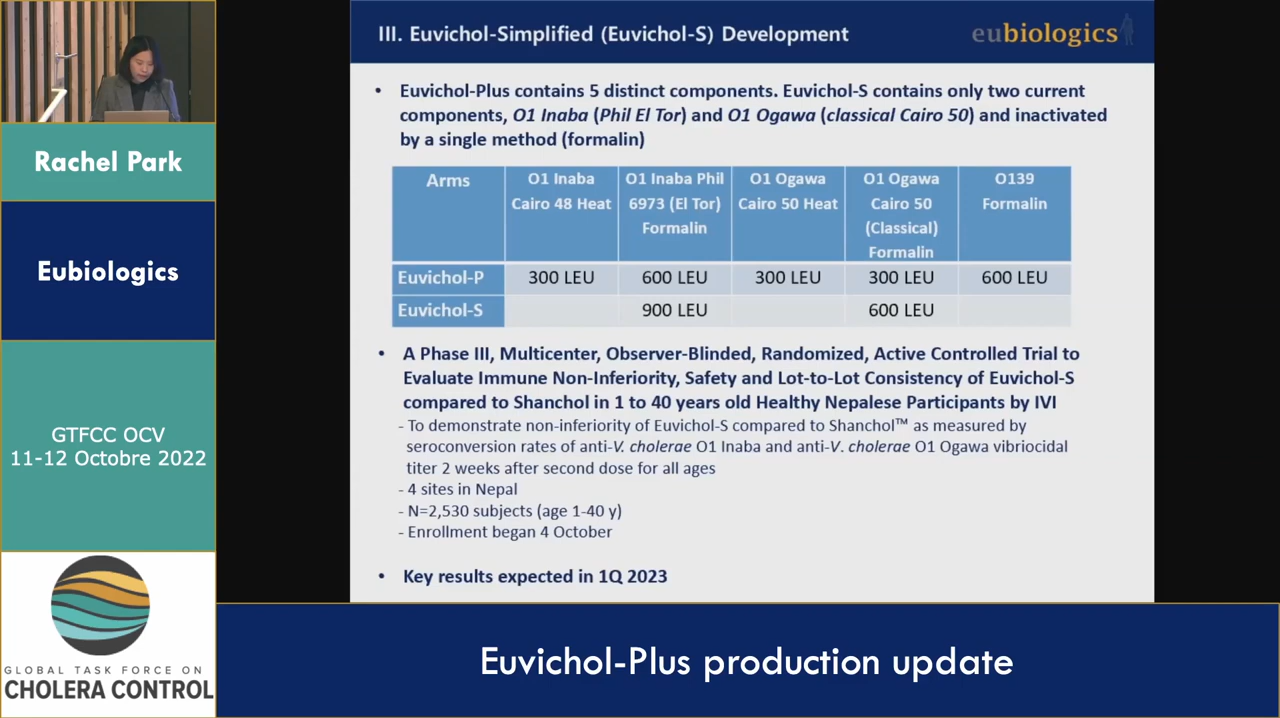 III. Euvichol-Simplified (Euvichol-S) Development
eubiologics
• Euvichol-Plus contains 5 distinct components. Euvichol-S contains only two current
components, O1 Inaba (Phil El Tor) and O1 Ogawa (classical Cairo 50) and inactivated
by a single method (formalin)
Arms
O1 Inaba
Cairo 48 Heat
O1 Inaba Phil
6973 (El Tor)
Formalin
O1 Ogawa
Cairo 50 Heat
O1 Ogawa
Cairo 50
(Classical)
Formalin
O139
Formalin
Euvichol-P 300 LEU 600 LEU 300 LEU 300 LEU 600 LEU
Euvichol-S 900 LEU 600 LEU
• A Phase III, Multicenter, Observer-Blinded, Randomized, Active Controlled Trial to
Evaluate Immune Non-Inferiority, Safety and Lot-to-Lot Consistency of Euvichol-S
compared to Shanchol in 1 to 40 years old Healthy Nepalese Participants by IVI
- To demonstrate non-inferiority of Euvichol-S compared to Shanchol™ as measured by
seroconversion rates of anti-V. cholerae O1 Inaba and anti-V. cholerae O1 Ogawa vibriocidal
titer 2 weeks after second dose for all ages
- 4 sites in Nepal
- N=2,530 subjects (age 1-40 y)
- Enrollment began 4 October
• Key results expected in 1Q 2023
Rachel Park
Eubiologics
GTFCC OCV
11-12 Octobre 2022
GLOBAL TASK FORCE ON
CHOLERA CONTROL
Euvichol-Plus production update